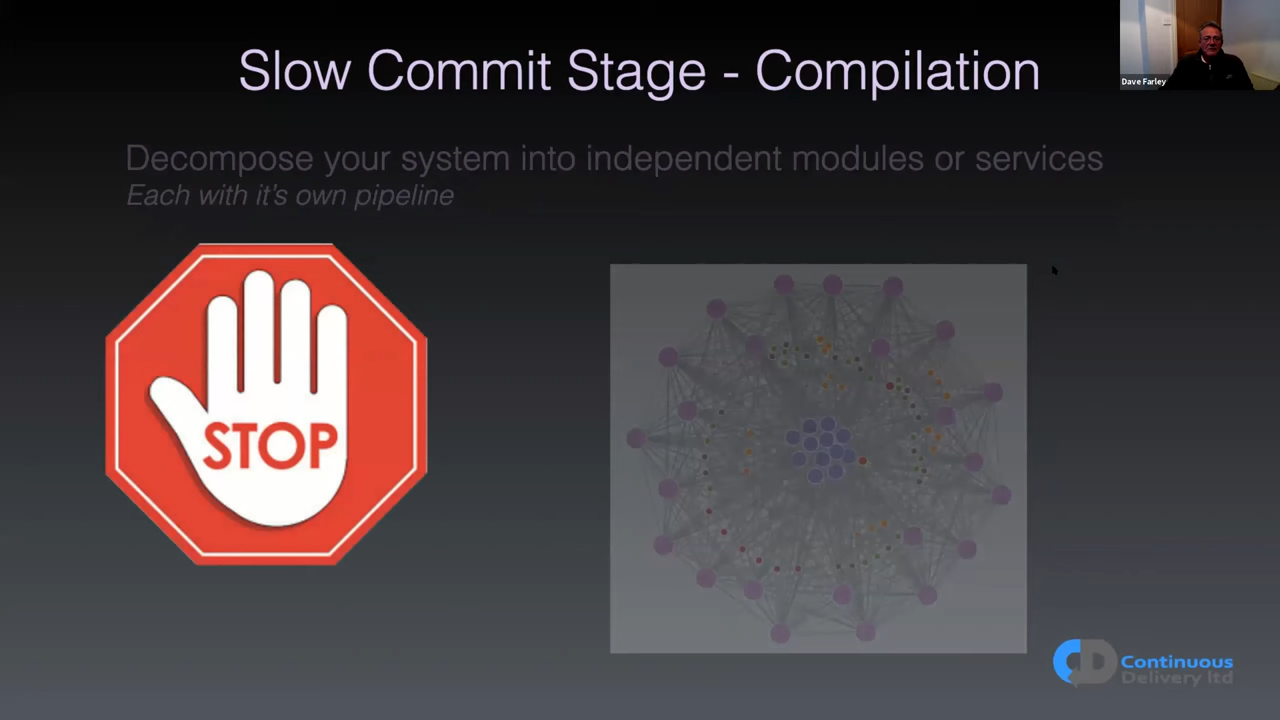 Slow Commit Stage - Compilation
Dave Farley
Decompose your system into independent modules or services
Each with it's own pipeline
STOP
CD Continuous
Delivery ltd